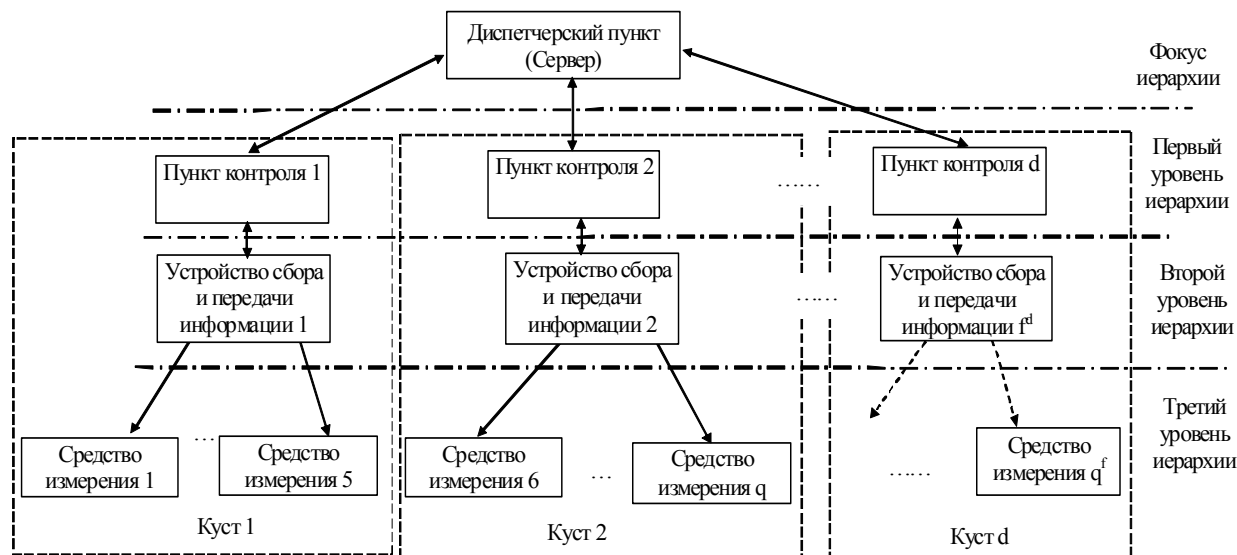 Диспетчерский пункт
(Сервер)
Фокус
иерархии
Пункт контроля 1
Пункт контроля 2
……
Пункт контроля d
Первый
уровень
иерархии
Устройство сбора
и передачи
информации 1
Устройство сбора
и передачи
информации 2
……
Устройство сбора
и передачи
информации f^d
Второй
уровень
иерархии
Средство
измерения 1
…
Средство
измерения 5
Средство
измерения 6
…
Средство
измерения q
……
Средство
измерения q^f
Третий
уровень
иерархии
Куст 1
Куст 2
Куст d